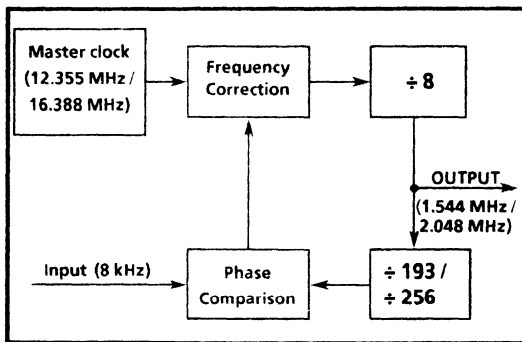 Master clock
(12.355 MHz /
16.388 MHz)
Frequency
Correction
÷ 8
OUTPUT
(1.544 MHz /
2.048 MHz)
Input (8 kHz)
Phase
Comparison
÷ 193 /
÷ 256